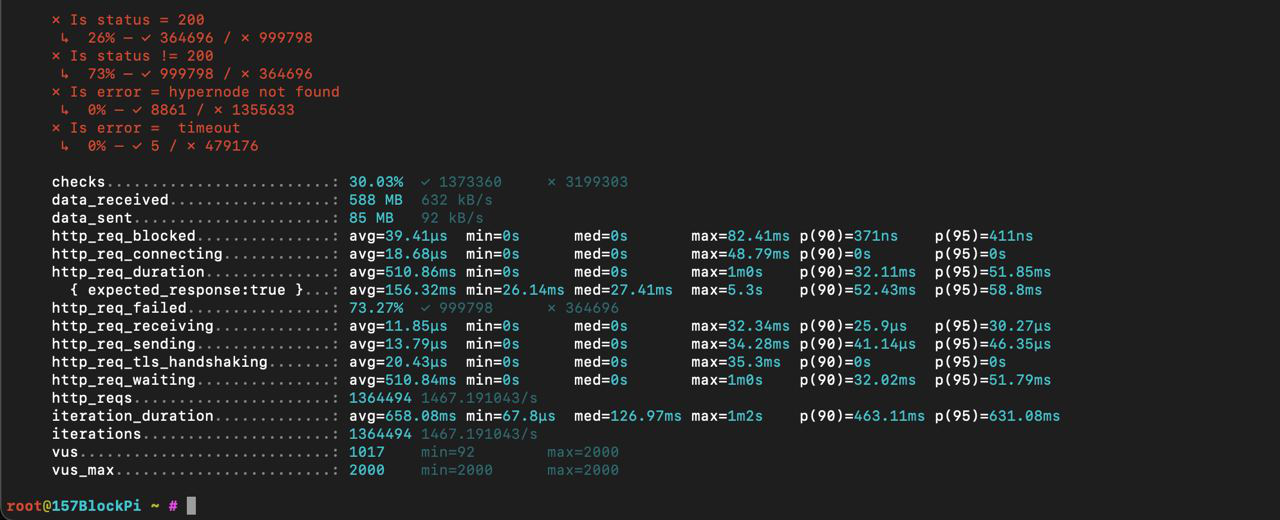 × Is status = 200
↳ 26% — ✓ 364696 / × 999798
× Is status != 200
↳ 73% — ✓ 999798 / × 364696
× Is error = hypernode not found
↳ 0% — ✓ 8861 / × 1355633
× Is error =  timeout
↳ 0% — ✓ 5 / × 479176
checks.........................: 30.03% ✓ 1373360 × 3199303
data_received..................: 588 MB 632 kB/s
data_sent......................: 85 MB 92 kB/s
http_req_blocked...............: avg=39.41µs min=0s med=0s max=82.41ms p(90)=371ns p(95)=411ns
http_req_connecting............: avg=18.68µs min=0s med=0s max=48.79ms p(90)=0s p(95)=0s
http_req_duration..............: avg=510.86ms min=0s med=0s max=1m0s p(90)=32.11ms p(95)=51.85ms
{ expected_response:true }...: avg=156.32ms min=26.14ms med=27.41ms max=5.3s p(90)=52.43ms p(95)=58.8ms
http_req_failed................: 73.27% ✓ 999798 × 364696
http_req_receiving.............: avg=11.85µs min=0s med=0s max=32.34ms p(90)=25.9µs p(95)=30.27µs
http_req_sending...............: avg=13.79µs min=0s med=0s max=34.28ms p(90)=41.14µs p(95)=46.35µs
http_req_tls_handshaking.......: avg=20.43µs min=0s med=0s max=35.3ms p(90)=0s p(95)=0s
http_req_waiting...............: avg=510.84ms min=0s med=0s max=1m0s p(90)=32.02ms p(95)=51.79ms
http_reqs......................: 1364494 1467.191043/s
iteration_duration.............: avg=658.08ms min=67.8µs med=126.97ms max=1m2s p(90)=463.11ms p(95)=631.08ms
iterations.....................: 1364494 1467.191043/s
vus............................: 1017 min=92 max=2000
vus_max........................: 2000 min=2000 max=2000
root@157BlockPi ~ #